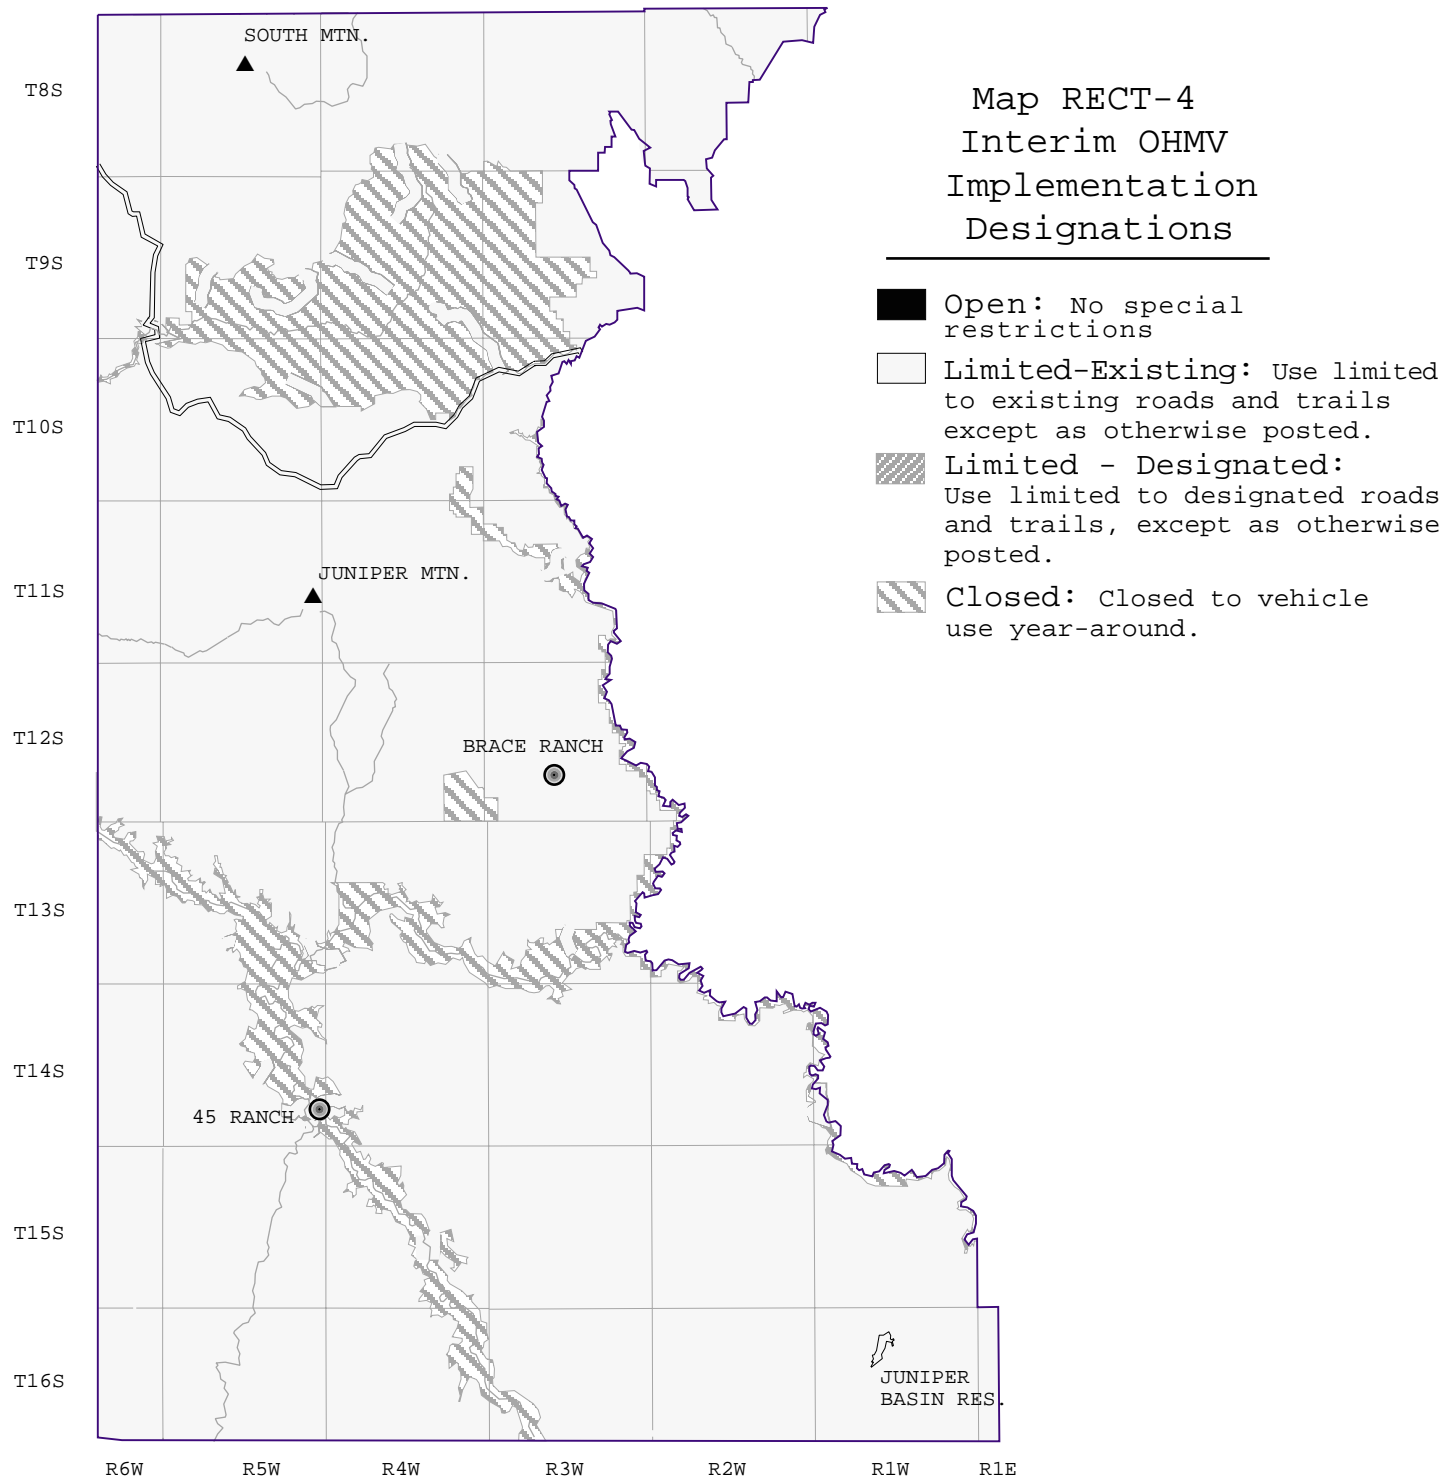 SOUTH MTN.
T8S
Map RECT-4
Interim OHMV
Implementation
Designations
T9S
Open: No special
restrictions
Limited-Existing: Use limited
to existing roads and trails
except as otherwise posted.
T10S
Limited - Designated:
Use limited to designated roads
and trails, except as otherwise
posted.
JUNIPER MTN.
T11S
Closed: Closed to vehicle
use year-around.
T12S
BRACE RANCH
T13S
T14S
45 RANCH
T15S
T16S
JUNIPER
BASIN RES.
R6W R5W R4W R3W R2W R1W R1E